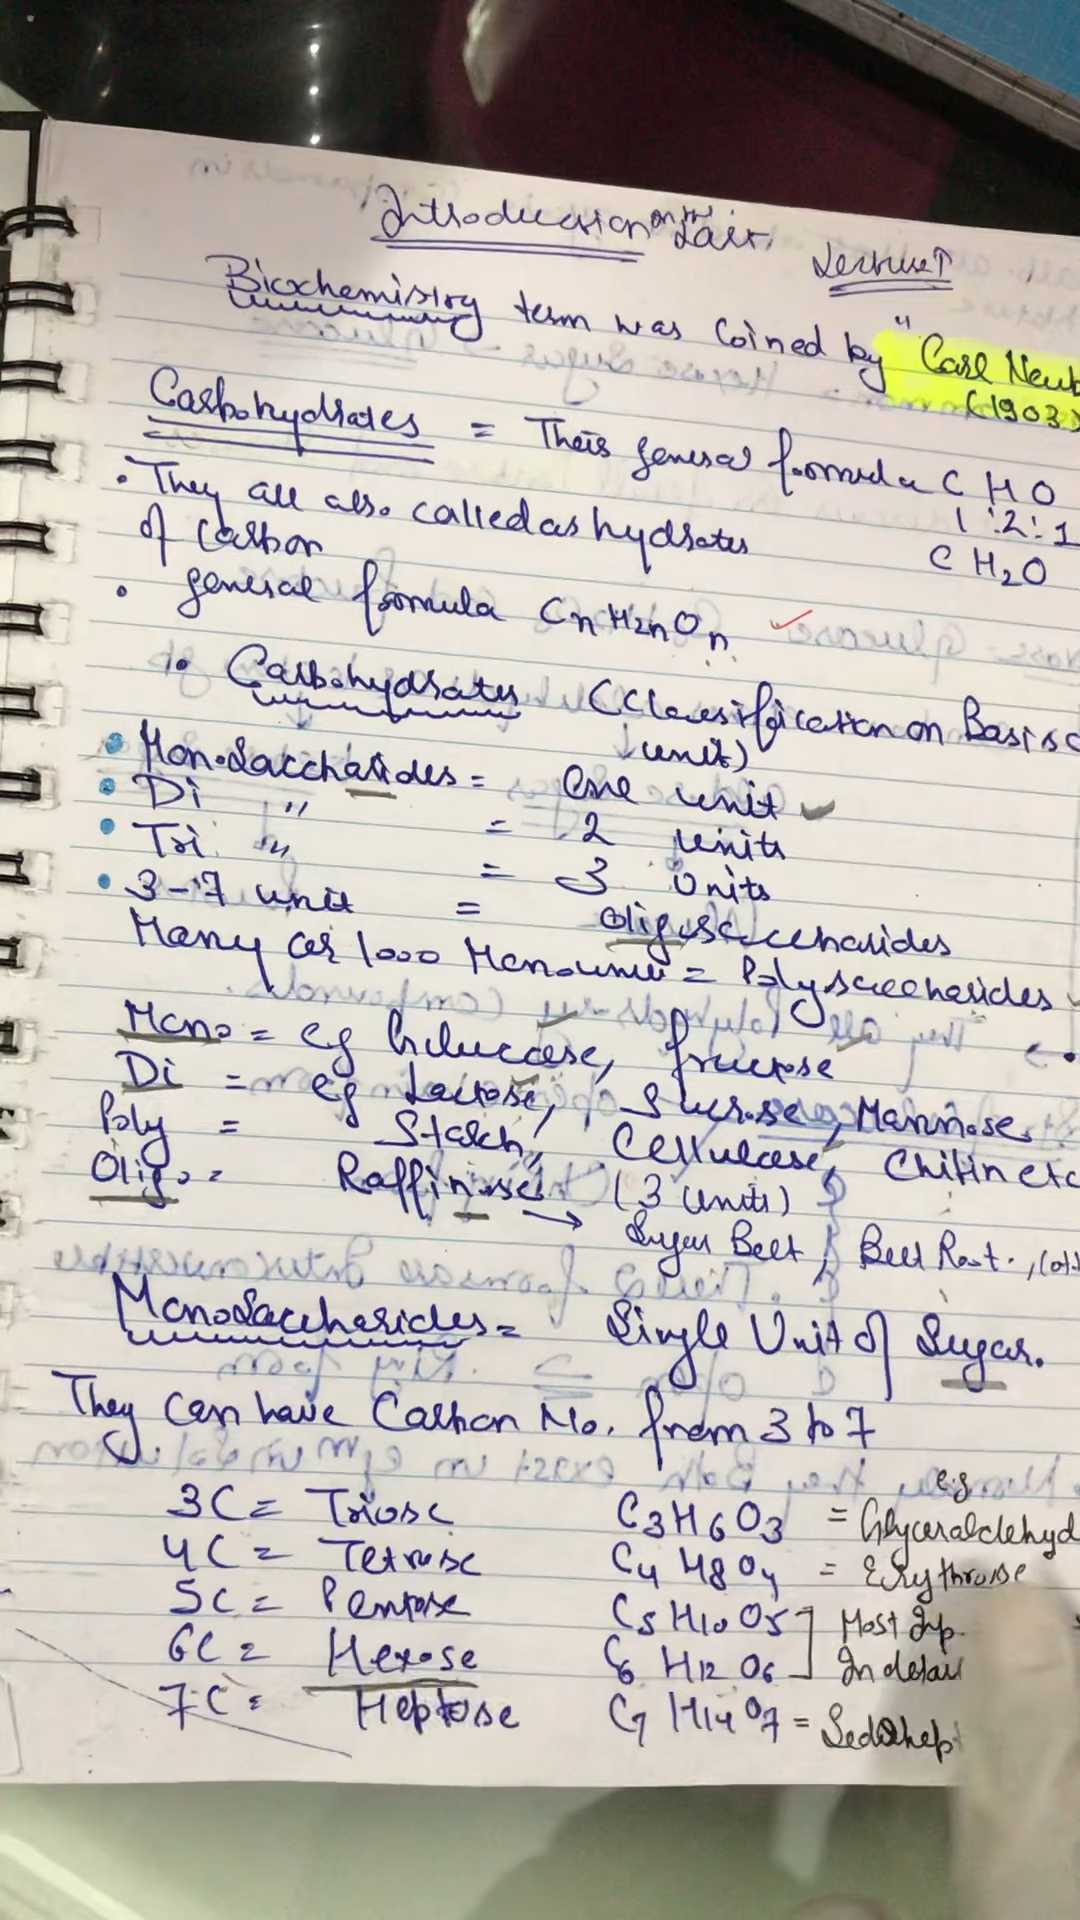 Introduction on the Last
Lecture ↑
Biochemistry term was coined by "Carl Neub
(1903)
Carbohydrates = Their general formula C H O
1:2:1
CH2O
• They all also called as hydrates
of Carbon
• general formula CnH2nOn ✓
• Carbohydrates (Classification on Basis o
↓ unit)
• Monosaccharides = One unit ✓
• Di " = 2 units
• Tri " = 3 Units
• 3-7 unit = Oligosaccharides
Many or 1000 = Polysaccharides
Mono = eg Gulucose, fructose
Di = eg Lactose, Sucrose, Mannose.
Poly = Starch, Cellulose, Chitin etc
Oligo = Raffinose (3 Units)
→ Sugar Beet, Beet Root.,
Monosaccharides = Single Unit of Sugar.
They can have Carbon No. from 3 to 7
e.g
3C = Triose C3H6O3 = Glyceraldehyd
4C = Tetrose C4H8O4 = Erythrose
5C = Pentose C5H10O5 ] Most Imp.
6C = Hexose C6H12O6 ] In detail
7C = Heptose C7H14O7 = Sedohept